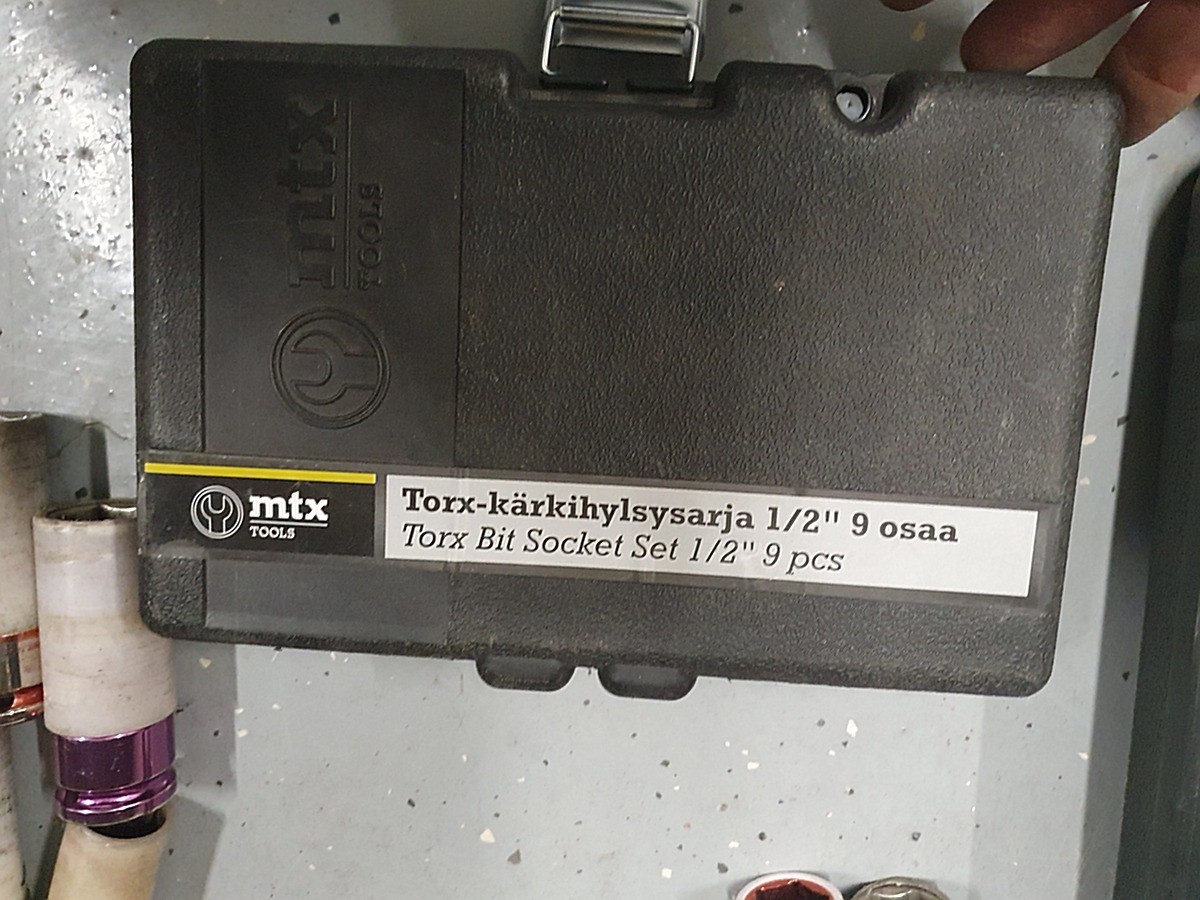 mtx
TOOLS
mtx
TOOLS
Torx-kärkihylsysarja 1/2" 9 osaa
Torx Bit Socket Set 1/2" 9 pcs